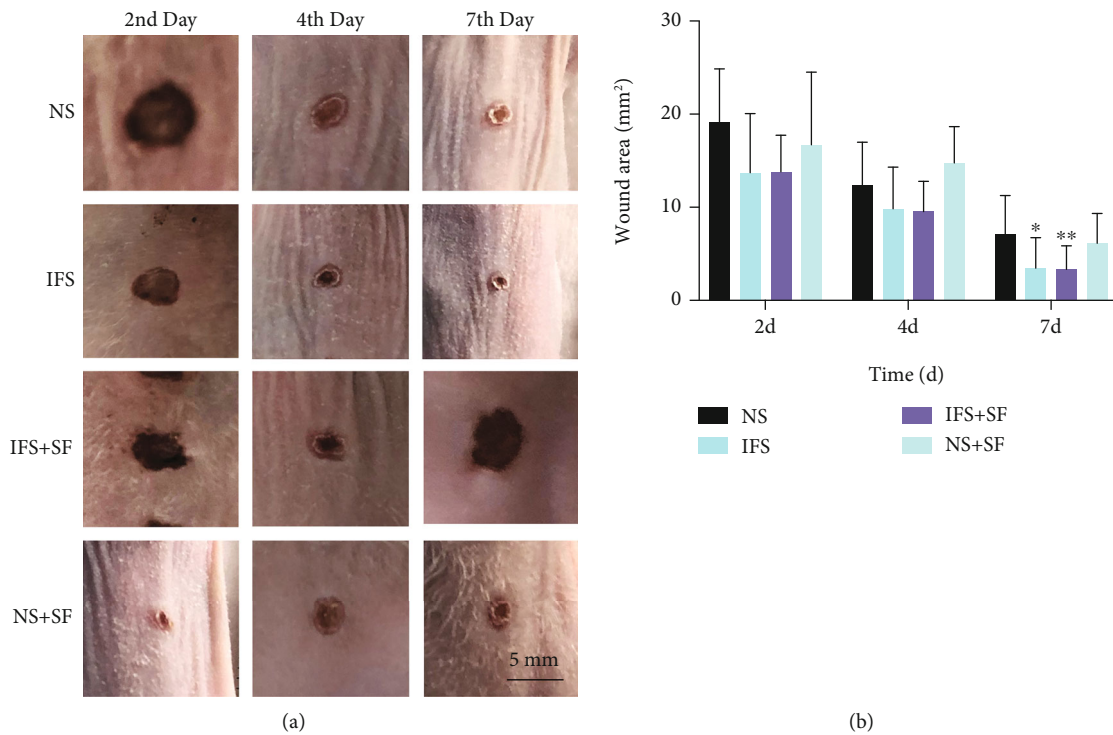 2nd Day 4th Day 7th Day
NS
IFS
IFS+SF
NS+SF
5 mm
(a)
Wound area (mm²)
30
20
10
0
* **
2d 4d 7d
Time (d)
NS IFS+SF
IFS NS+SF
(b)